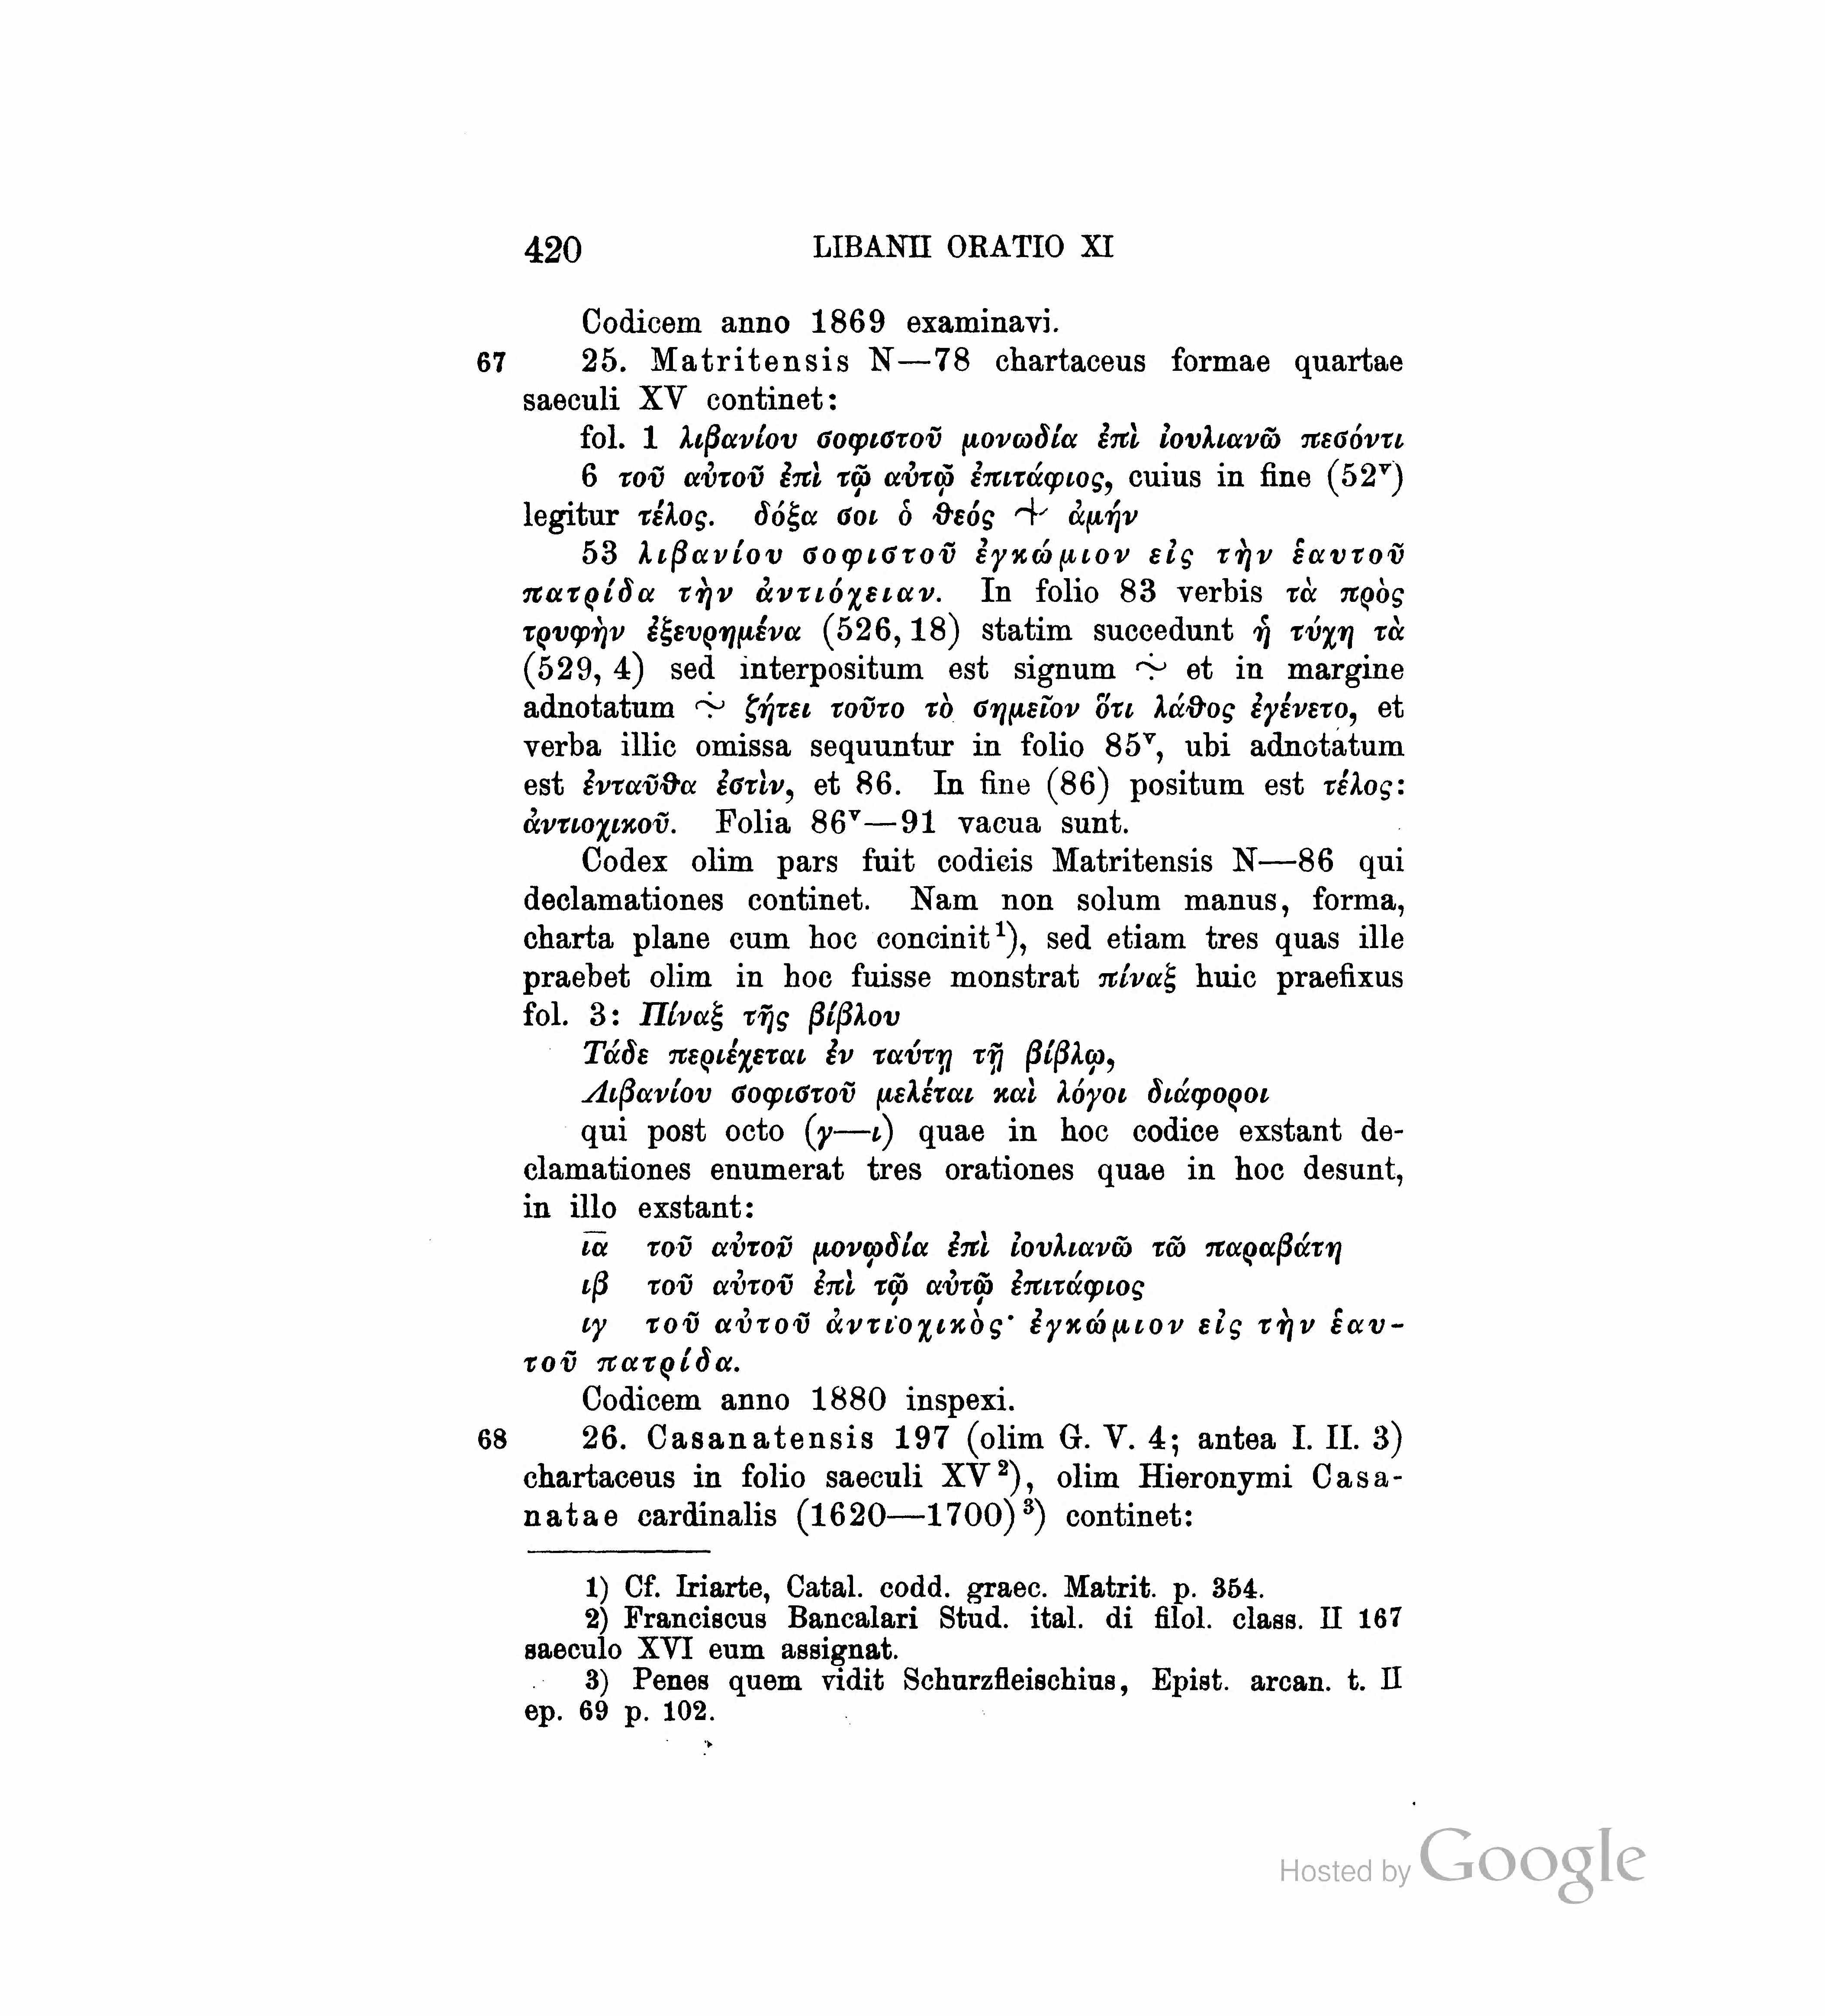 420 LIBANII ORATIO XI
Codicem anno 1869 examinavi.
67 25. Matritensis N—78 chartaceus formae quartae
saeculi XV continet:
fol. 1 λιβανίου σοφιστοῦ μονωδία ἐπὶ ἰουλιανῶ πεσόντι
6 τοῦ αὐτοῦ ἐπὶ τῷ αὐτῷ ἐπιτάφιος, cuius in fine (52ᵛ)
legitur τέλος. δόξα σοι ὁ θεός ⁓ ἀμήν
53 λιβανίου σοφιστοῦ ἐγκώμιον εἰς τὴν ἑαυτοῦ
πατρίδα τὴν ἀντιόχειαν. In folio 83 verbis τὰ πρὸς
τρυφὴν ἐξευρημένα (526, 18) statim succedunt ἡ τύχη τὰ
(529, 4) sed interpositum est signum ⁓ et in margine
adnotatum ⁓ ζήτει τοῦτο τὸ σημεῖον ὅτι λάθος ἐγένετο, et
verba illic omissa sequuntur in folio 85ᵛ, ubi adnotatum
est ἐνταῦθα ἐστὶν, et 86. In fine (86) positum est τέλος:
ἀντιοχικοῦ. Folia 86ᵛ—91 vacua sunt.
Codex olim pars fuit codicis Matritensis N—86 qui
declamationes continet. Nam non solum manus, forma,
charta plane cum hoc concinit¹), sed etiam tres quas ille
praebet olim in hoc fuisse monstrat πίναξ huic praefixus
fol. 3: Πίναξ τῆς βίβλου
Τάδε περιέχεται ἐν ταύτῃ τῇ βίβλῳ,
Λιβανίου σοφιστοῦ μελέται καὶ λόγοι διάφοροι
qui post octo (γ—ι) quae in hoc codice exstant de-
clamationes enumerat tres orationes quae in hoc desunt,
in illo exstant:
ια τοῦ αὐτοῦ μονῳδία ἐπὶ ἰουλιανῶ τῶ παραβάτη
ιβ τοῦ αὐτοῦ ἐπὶ τῷ αὐτῷ ἐπιτάφιος
ιγ τοῦ αὐτοῦ ἀντιοχικὸς· ἐγκώμιον εἰς τὴν ἑαυ-
τοῦ πατρίδα.
Codicem anno 1880 inspexi.
68 26. Casanatensis 197 (olim G. V. 4; antea I. II. 3)
chartaceus in folio saeculi XV²), olim Hieronymi Casa-
natae cardinalis (1620—1700)³) continet:
1) Cf. Iriarte, Catal. codd. graec. Matrit. p. 354.
2) Franciscus Bancalari Stud. ital. di filol. class. II 167
saeculo XVI eum assignat.
3) Penes quem vidit Schurzfleischius, Epist. arcan. t. II
ep. 69 p. 102.
Hosted by Google